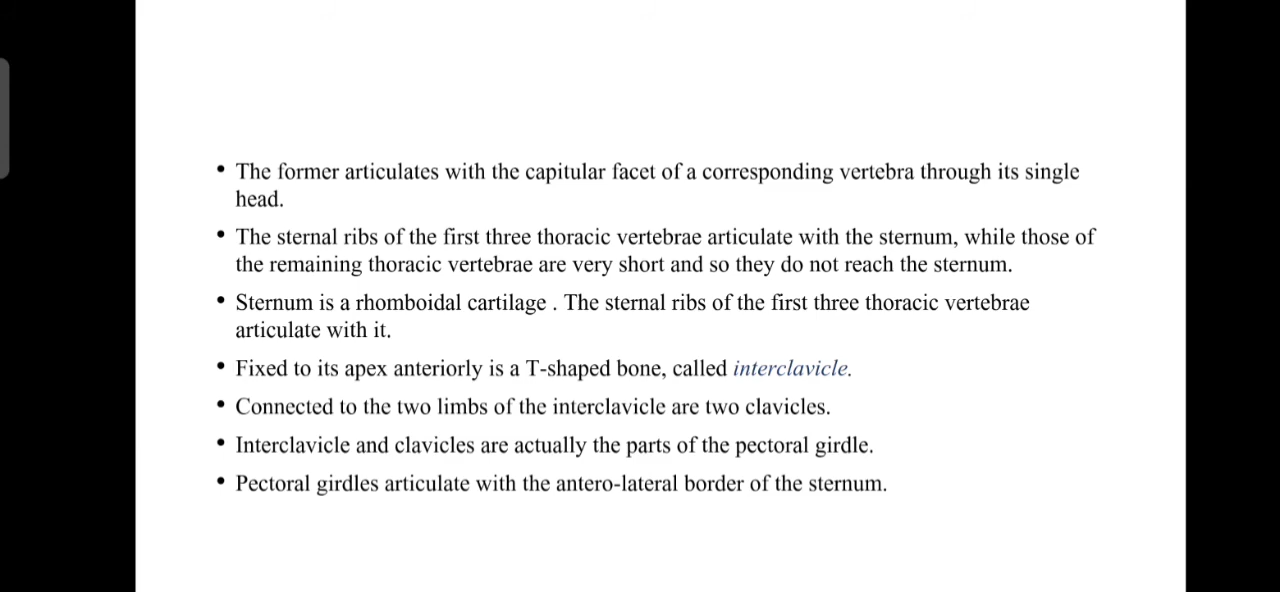 • The former articulates with the capitular facet of a corresponding vertebra through its single
head.
• The sternal ribs of the first three thoracic vertebrae articulate with the sternum, while those of
the remaining thoracic vertebrae are very short and so they do not reach the sternum.
• Sternum is a rhomboidal cartilage . The sternal ribs of the first three thoracic vertebrae
articulate with it.
• Fixed to its apex anteriorly is a T-shaped bone, called interclavicle.
• Connected to the two limbs of the interclavicle are two clavicles.
• Interclavicle and clavicles are actually the parts of the pectoral girdle.
• Pectoral girdles articulate with the antero-lateral border of the sternum.